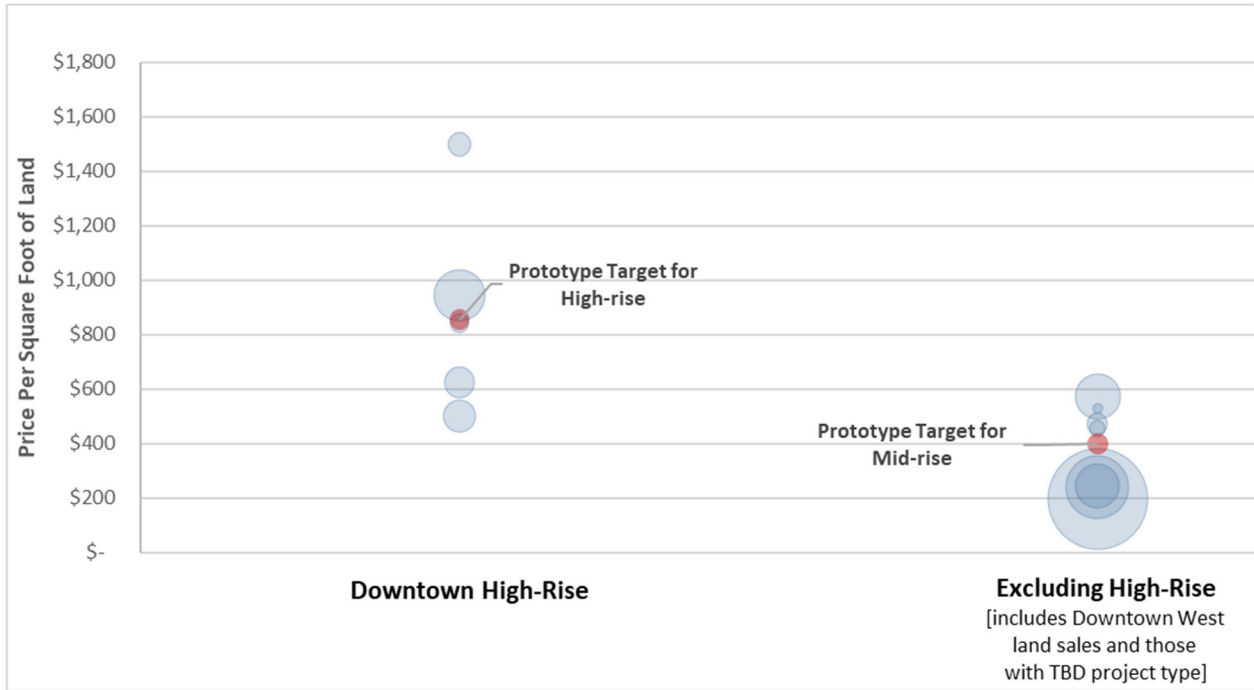 Price Per Square Foot of Land
$1,800
$1,600
$1,400
$1,200
$1,000
$800
$600
$400
$200
$-
Prototype Target for
High-rise
Prototype Target for
Mid-rise
Downtown High-Rise
Excluding High-Rise
[includes Downtown West
land sales and those
with TBD project type]